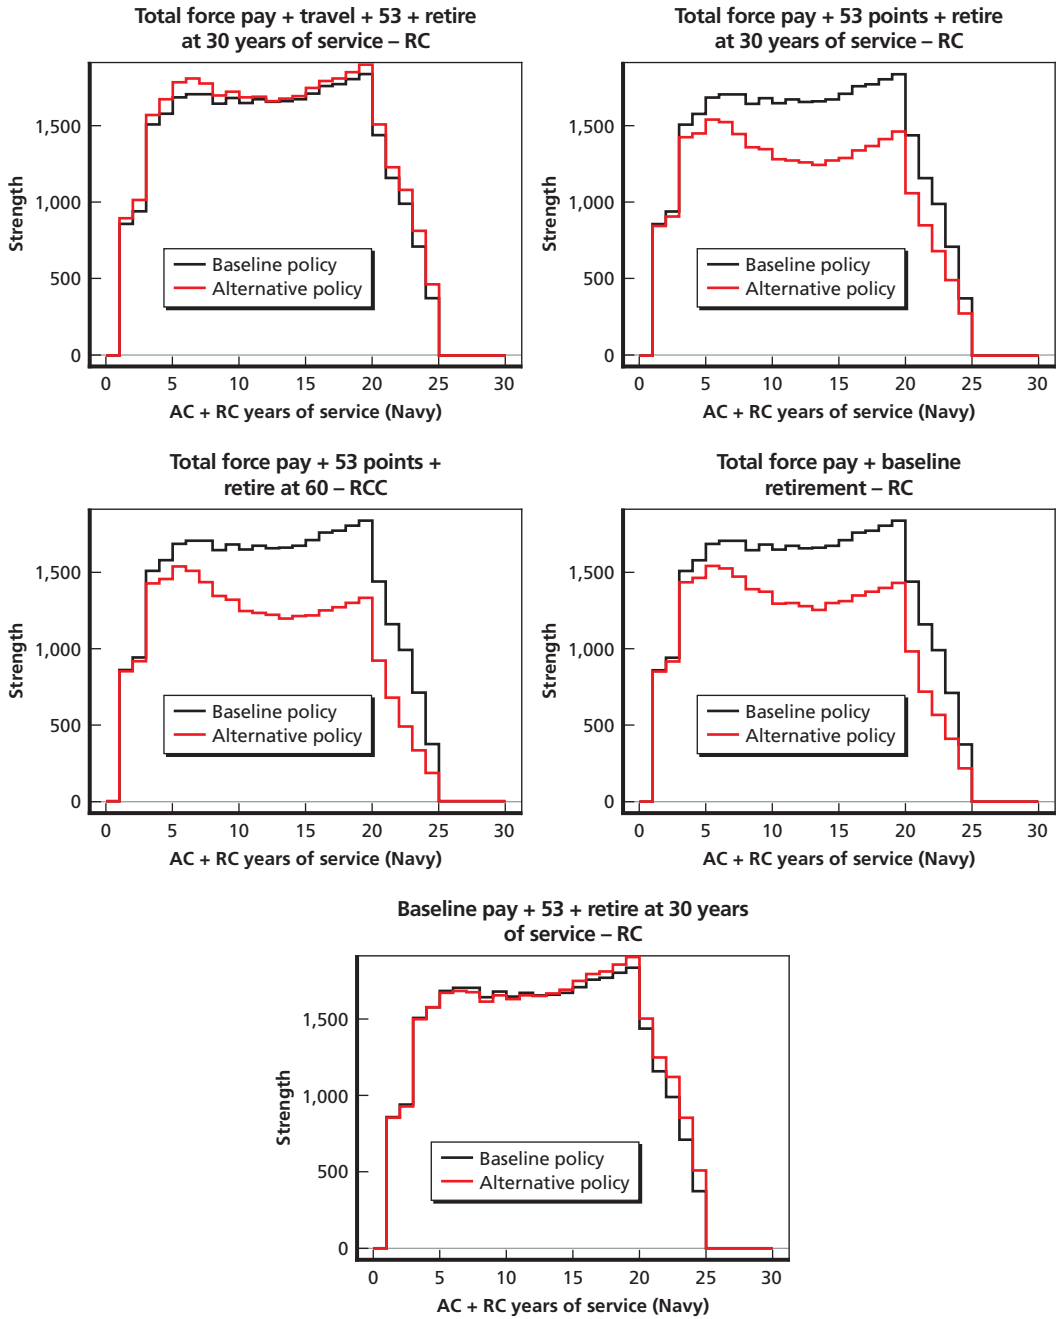 Total force pay + travel + 53 + retire
at 30 years of service – RC
Strength
1,500
1,000
500
0
Baseline policy
Alternative policy
0 5 10 15 20 25 30
AC + RC years of service (Navy)
Total force pay + 53 points + retire
at 30 years of service – RC
Strength
1,500
1,000
500
0
Baseline policy
Alternative policy
0 5 10 15 20 25 30
AC + RC years of service (Navy)
Total force pay + 53 points +
retire at 60 – RCC
Strength
1,500
1,000
500
0
Baseline policy
Alternative policy
0 5 10 15 20 25 30
AC + RC years of service (Navy)
Total force pay + baseline
retirement – RC
Strength
1,500
1,000
500
0
Baseline policy
Alternative policy
0 5 10 15 20 25 30
AC + RC years of service (Navy)
Baseline pay + 53 + retire at 30 years
of service – RC
Strength
1,500
1,000
500
0
Baseline policy
Alternative policy
0 5 10 15 20 25 30
AC + RC years of service (Navy)